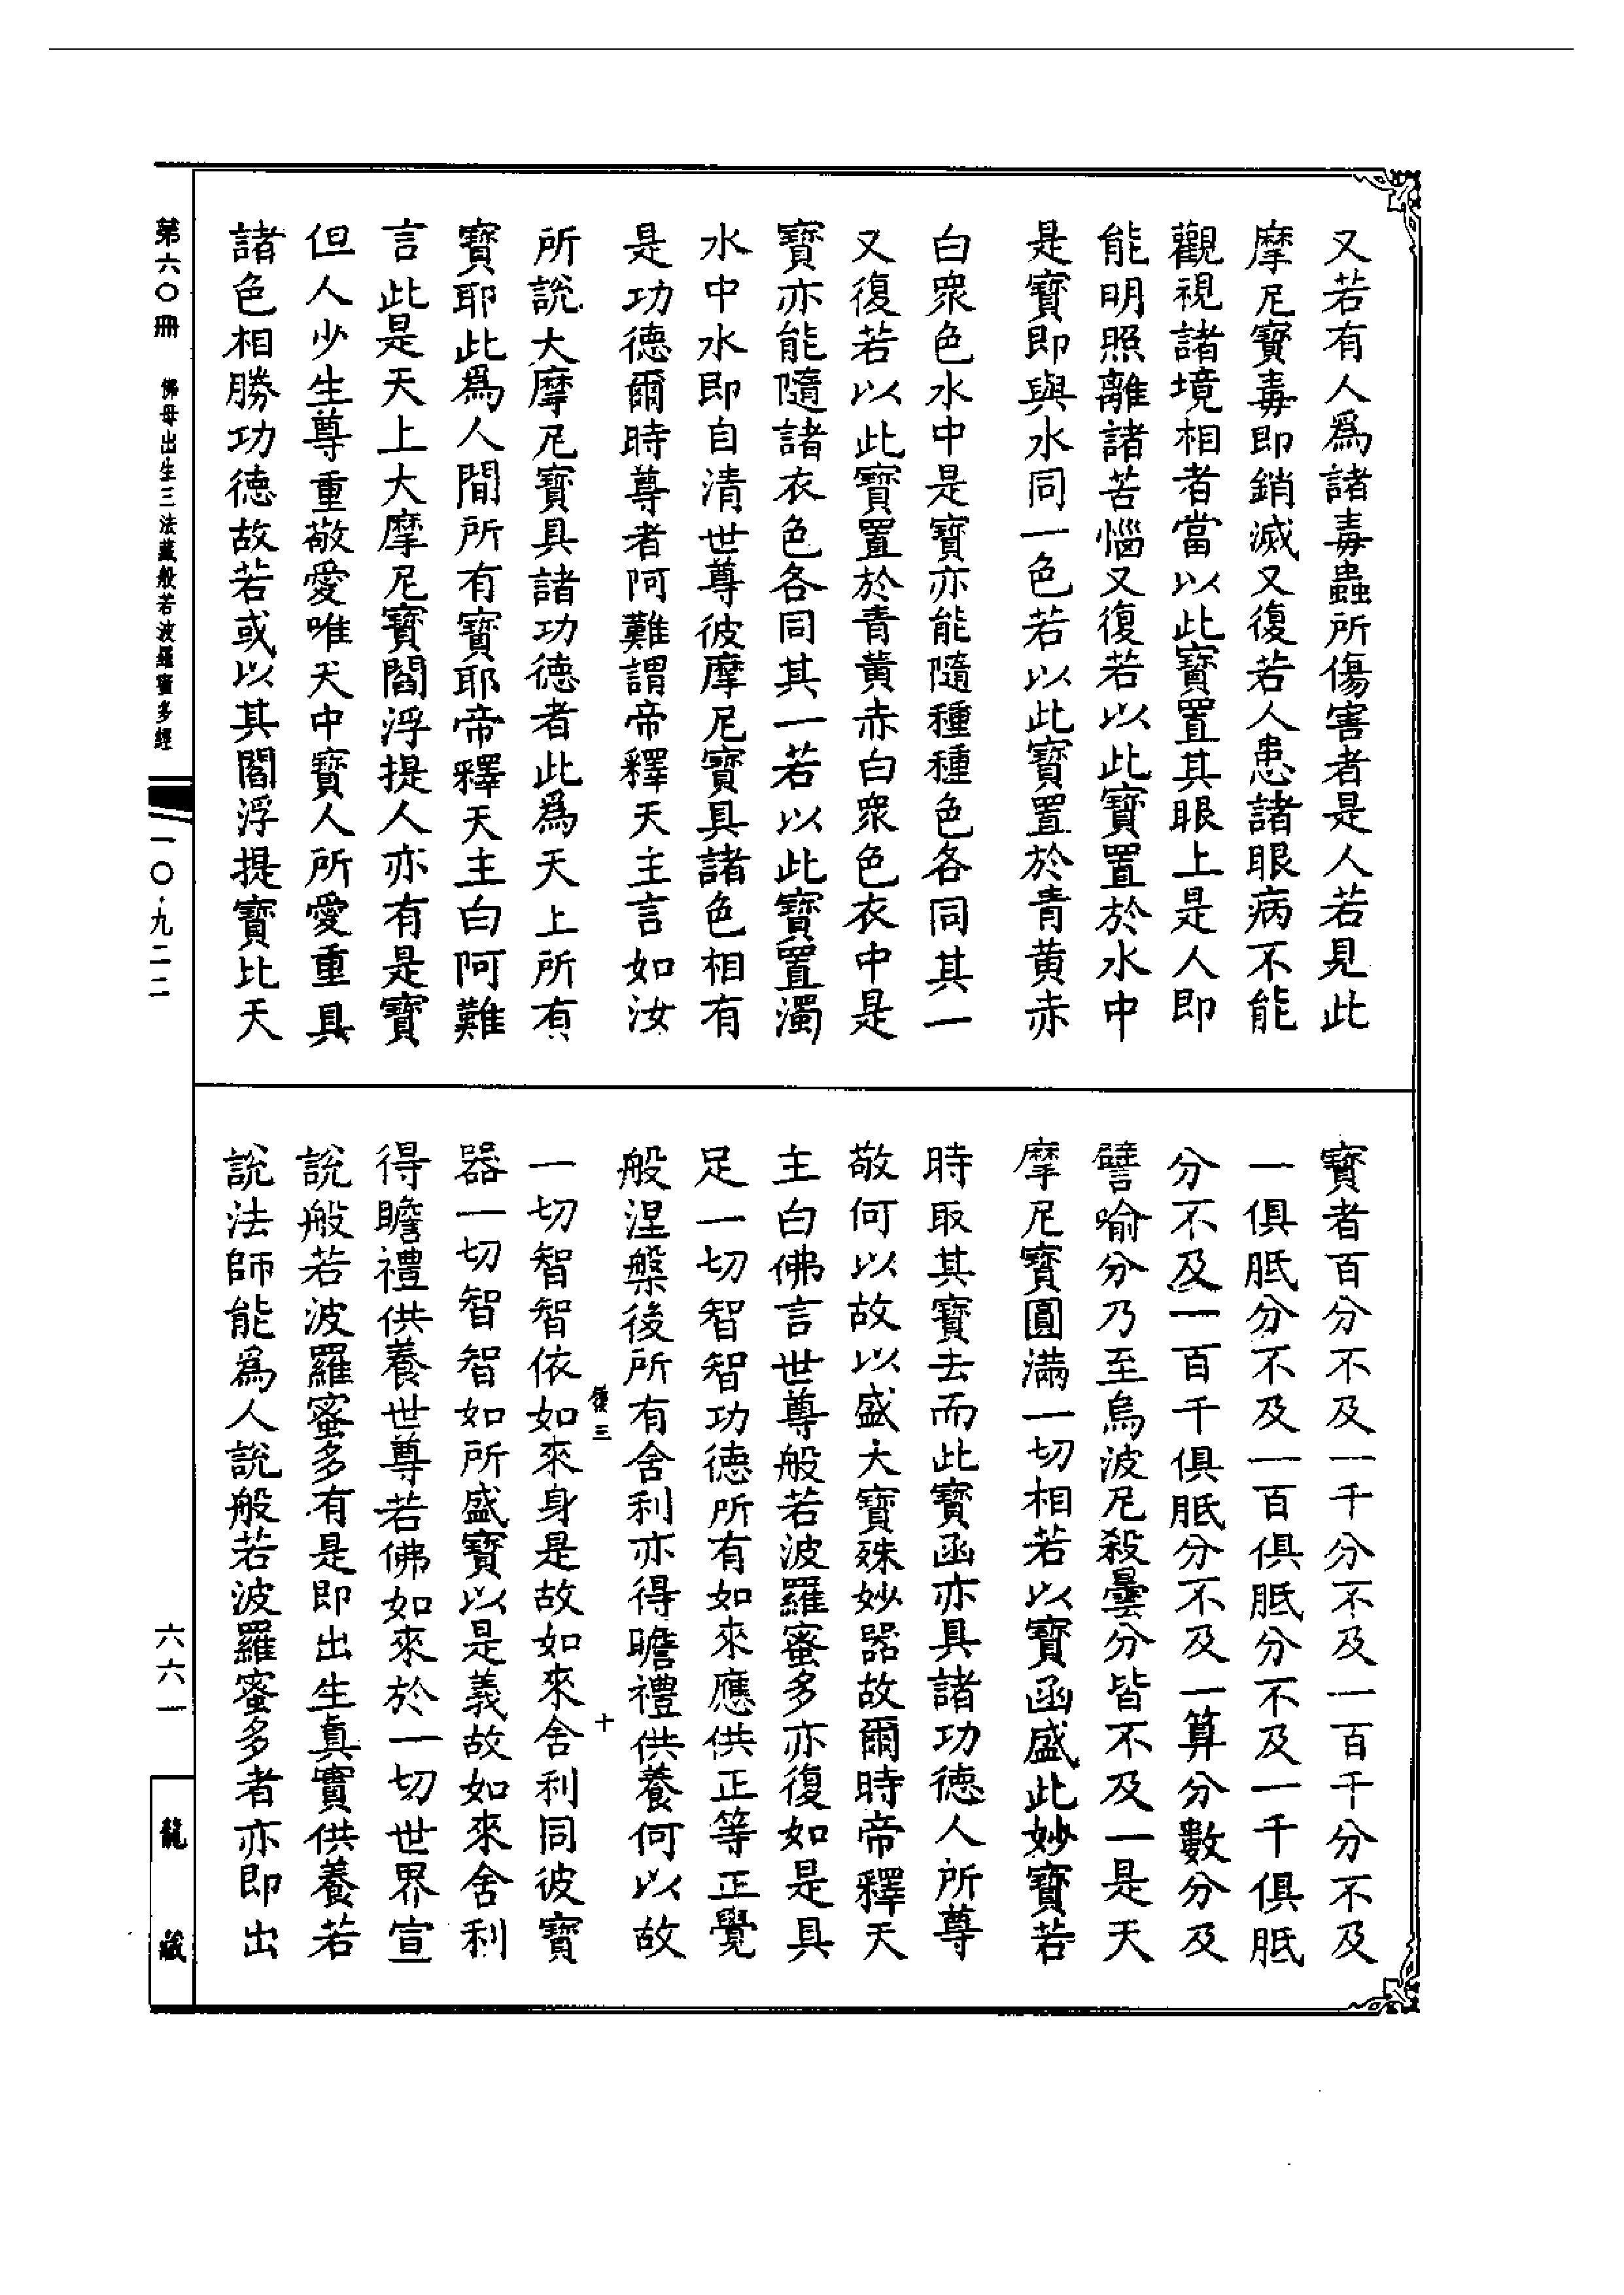 又若有人爲諸毒蟲所傷害者是人若見此
摩尼寶毒即銷滅又復若人患諸眼病不能
觀視諸境相者當以此寶置其眼上是人即
能明照離諸苦惱又復若以此寶置於水中
是寶即與水同一色若以此寶置於青黄赤
白衆色水中是寶亦能隨種種色各同其一
又復若以此寶置於青黄赤白衆色衣中是
寶亦能隨諸衣色各同其一若以此寶置濁
水中水即自清世尊彼摩尼寶具諸色相有
是功德爾時尊者阿難謂帝釋天主言如汝
所說大摩尼寶具諸功德者此爲天上所有
寶耶此爲人間所有寶耶帝釋天主白阿難
言此是天上大摩尼寶閻浮提人亦有是寶
但人少生尊重敬愛唯天中寶人所愛重具
諸色相勝功德故若或以其閻浮提寶比天
寶者百分不及一千分不及一百千分不及
一俱胝分不及一百俱胝分不及一千俱胝
分不及一百千俱胝分不及一算分數分及
譬喻分乃至烏波尼殺曇分皆不及一是天
摩尼寶圓滿一切相若以寶函盛此妙寶若
時取其寶去而此寶函亦具諸功德人所尊
敬何以故以盛大寶殊妙器故爾時帝釋天
主白佛言世尊般若波羅蜜多亦復如是具
足一切智智功德所有如來應供正等正覺
般涅槃後所有舍利亦得瞻禮供養何以故
一切智智依如來身是故如來舍利同彼寶
器一切智智如所盛寶以是義故如來舍利
得瞻禮供養世尊若佛如來於一切世界宣
說般若波羅蜜多有是即出生真實供養若
說法師能爲人說般若波羅蜜多者亦即出
三 十
第六〇冊 佛母出生三法藏般若波羅蜜多經 一〇·九二二
六六一
龍藏